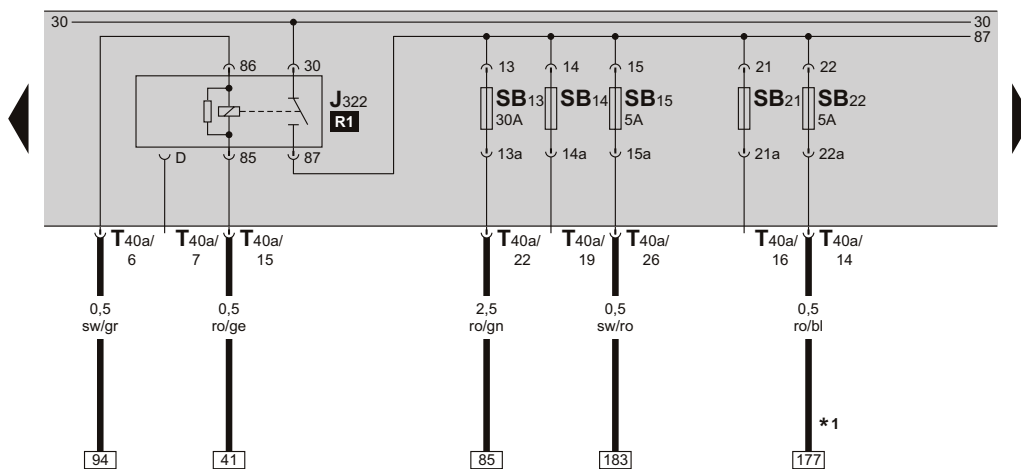 30 30
87
86 30 13 14 15 21 22
J322
R1
SB13 SB14 SB15 SB21 SB22
30A 5A 5A
D 85 87 13a 14a 15a 21a 22a
T40a/ T40a/ T40a/ T40a/ T40a/ T40a/ T40a/ T40a/
6 7 15 22 19 26 16 14
0,5 0,5 2,5 0,5 0,5
sw/gr ro/ge ro/gn sw/ro ro/bl
*1
94 41 85 183 177